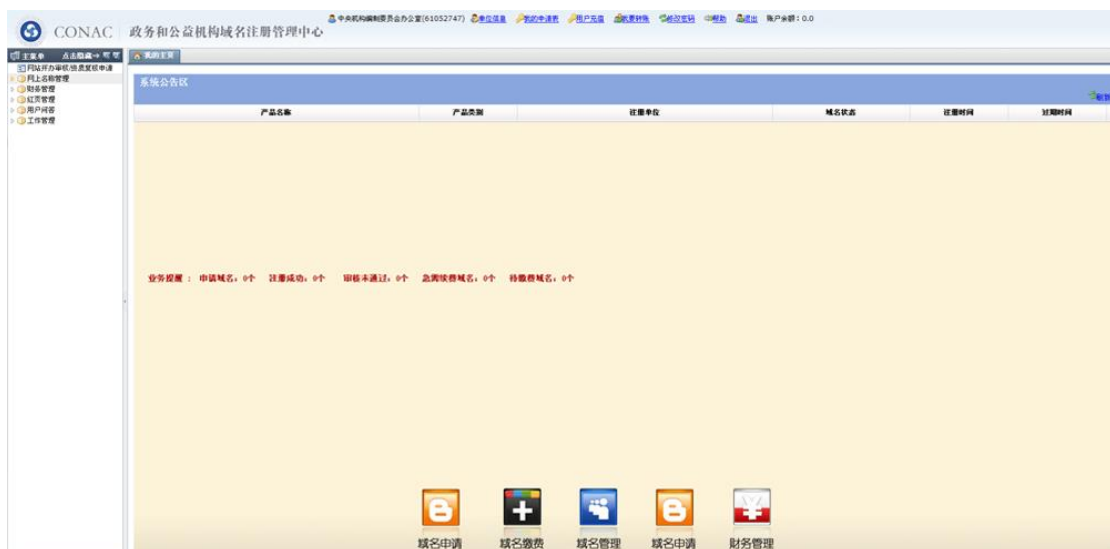 中央机构编制委员会办公室(61052747) 单位信息 我的申请表 用户充值 我要转账 修改密码 帮助 退出 账户余额：0.0
CONAC 政务和公益机构域名注册管理中心
主菜单 点击隐藏→ 我的主页
网站开办审核/资质复核申请
网上名称管理
财务管理
红页管理
用户问答
工作管理
系统公告区
刷新
产品名称 产品类别 注册单位 域名状态 注册时间 过期时间
业务提醒 ： 申请域名：0个 注册成功：0个 审核未通过：0个 急需续费域名：0个 待缴费域名：0个
域名申请 域名缴费 域名管理 域名申请 财务管理